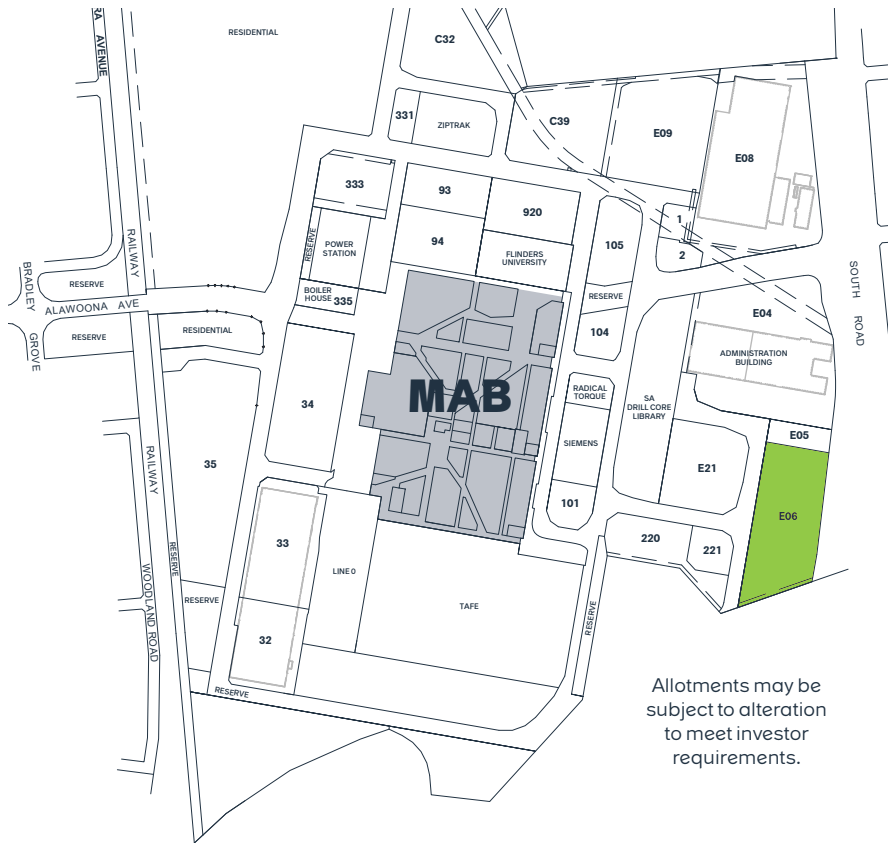 RESIDENTIAL
C32
RA AVENUE
331
ZIPTRAK
C39
E09
E08
333
93
920
94
105
1
2
RESERVE
POWER
STATION
FLINDERS
UNIVERSITY
RAILWAY
BRADLEY
GROVE
RESERVE
ALAWOONA AVE
RESERVE
RESIDENTIAL
BOILER
HOUSE
335
RESERVE
104
SOUTH
ROAD
E04
ADMINISTRATION
BUILDING
MAB
34
RADICAL
TORQUE
SA
DRILL CORE
LIBRARY
SIEMENS
E05
E21
35
RAILWAY
101
E06
33
220
221
RESERVE
LINE 0
WOODLAND ROAD
RESERVE
TAFE
RESERVE
32
RESERVE
Allotments may be
subject to alteration
to meet investor
requirements.